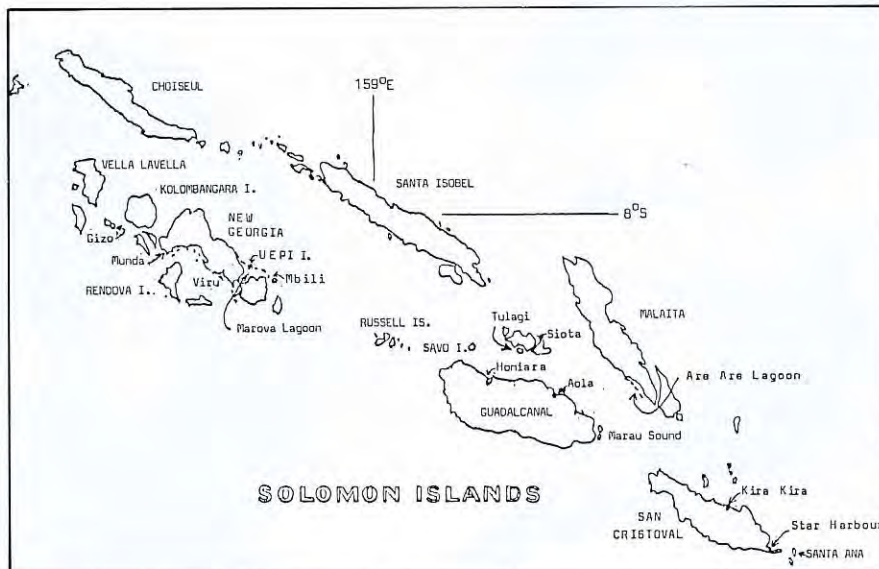 CHOISEUL
159°E
VELLA LAVELLA
KOLOMBANGARA I.
SANTA ISOBEL
8°S
NEW
GEORGIA
Gizo
UEPI I.
Munda
Mbili
Viru
RENDOVA I.
Marova Lagoon
RUSSELL IS.
SAVO I.
Tulagi
Siota
MALAITA
Honiara
Aola
Are Are Lagoon
GUADALCANAL
Marau Sound
SOLOMON ISLANDS
Kira Kira
SAN
CRISTOVAL
Star Harbour
SANTA ANA